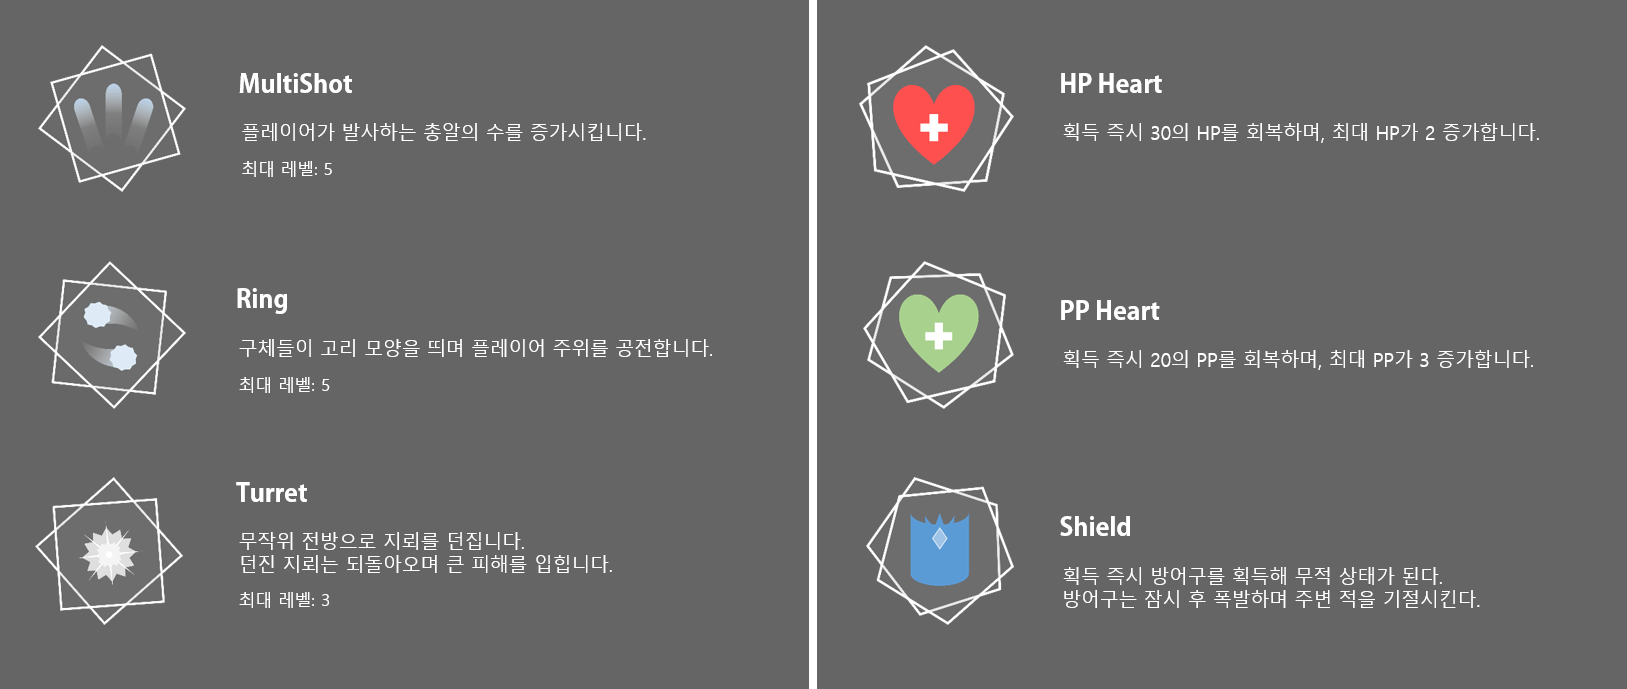 MultiShot
플레이어가 발사하는 총알의 수를 증가시킵니다.
최대 레벨: 5
Ring
구체들이 고리 모양을 띄며 플레이어 주위를 공전합니다.
최대 레벨: 5
Turret
무작위 전방으로 지뢰를 던집니다.
던진 지뢰는 되돌아오며 큰 피해를 입힙니다.
최대 레벨: 3
HP Heart
획득 즉시 30의 HP를 회복하며, 최대 HP가 2 증가합니다.
PP Heart
획득 즉시 20의 PP를 회복하며, 최대 PP가 3 증가합니다.
Shield
획득 즉시 방어구를 획득해 무적 상태가 된다.
방어구는 잠시 후 폭발하며 주변 적을 기절시킨다.